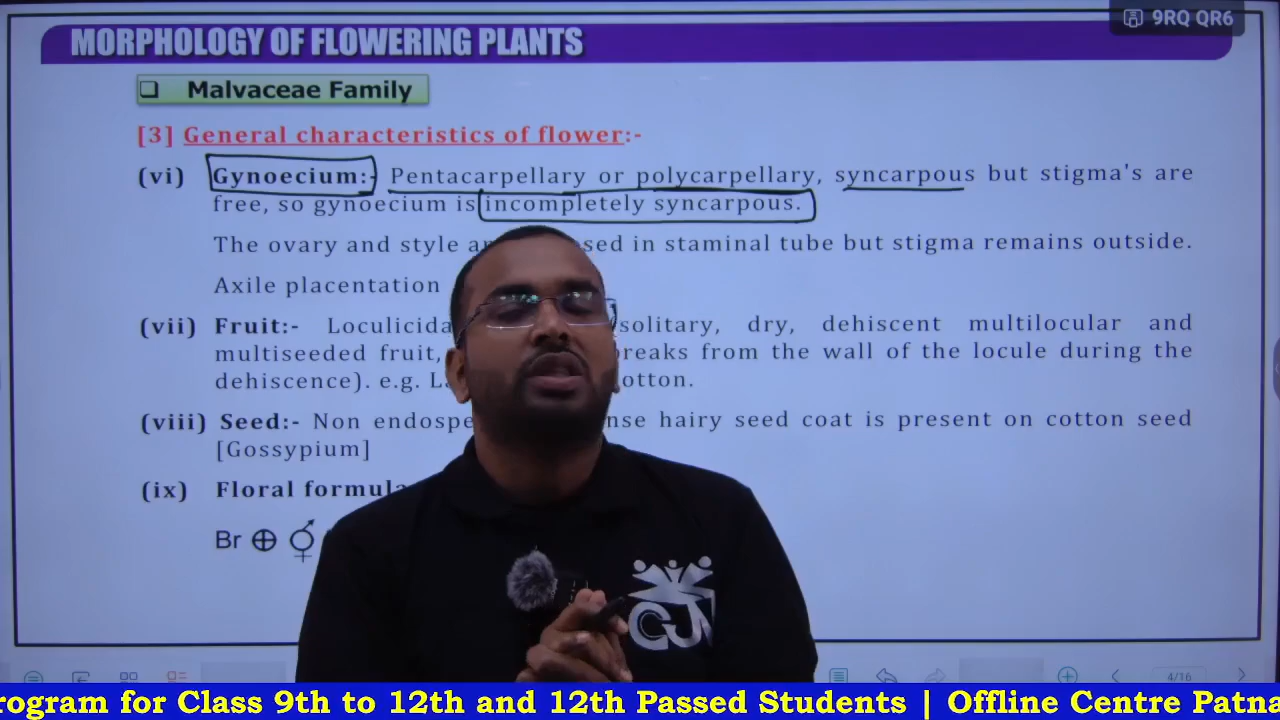 9RQ QR6
MORPHOLOGY OF FLOWERING PLANTS
❑ Malvaceae Family
[3] General characteristics of flower:-
(vi) Gynoecium:- Pentacarpellary or polycarpellary, syncarpous but stigma's are
free, so gynoecium is incompletely syncarpous.
The ovary and style are sed in staminal tube but stigma remains outside.
Axile placentation
(vii) Fruit:- solitary, dry, dehiscent multilocular and
multiseeded fruit, breaks from the wall of the locule during the
dehiscence). e.g.
(viii) Seed:- Non hairy seed coat is present on cotton seed
[Gossypium]
(ix) Floral formula
Br ⊕ ⚥
CJV
4/16
rogram for Class 9th to 12th and 12th Passed Students | Offline Centre Patna